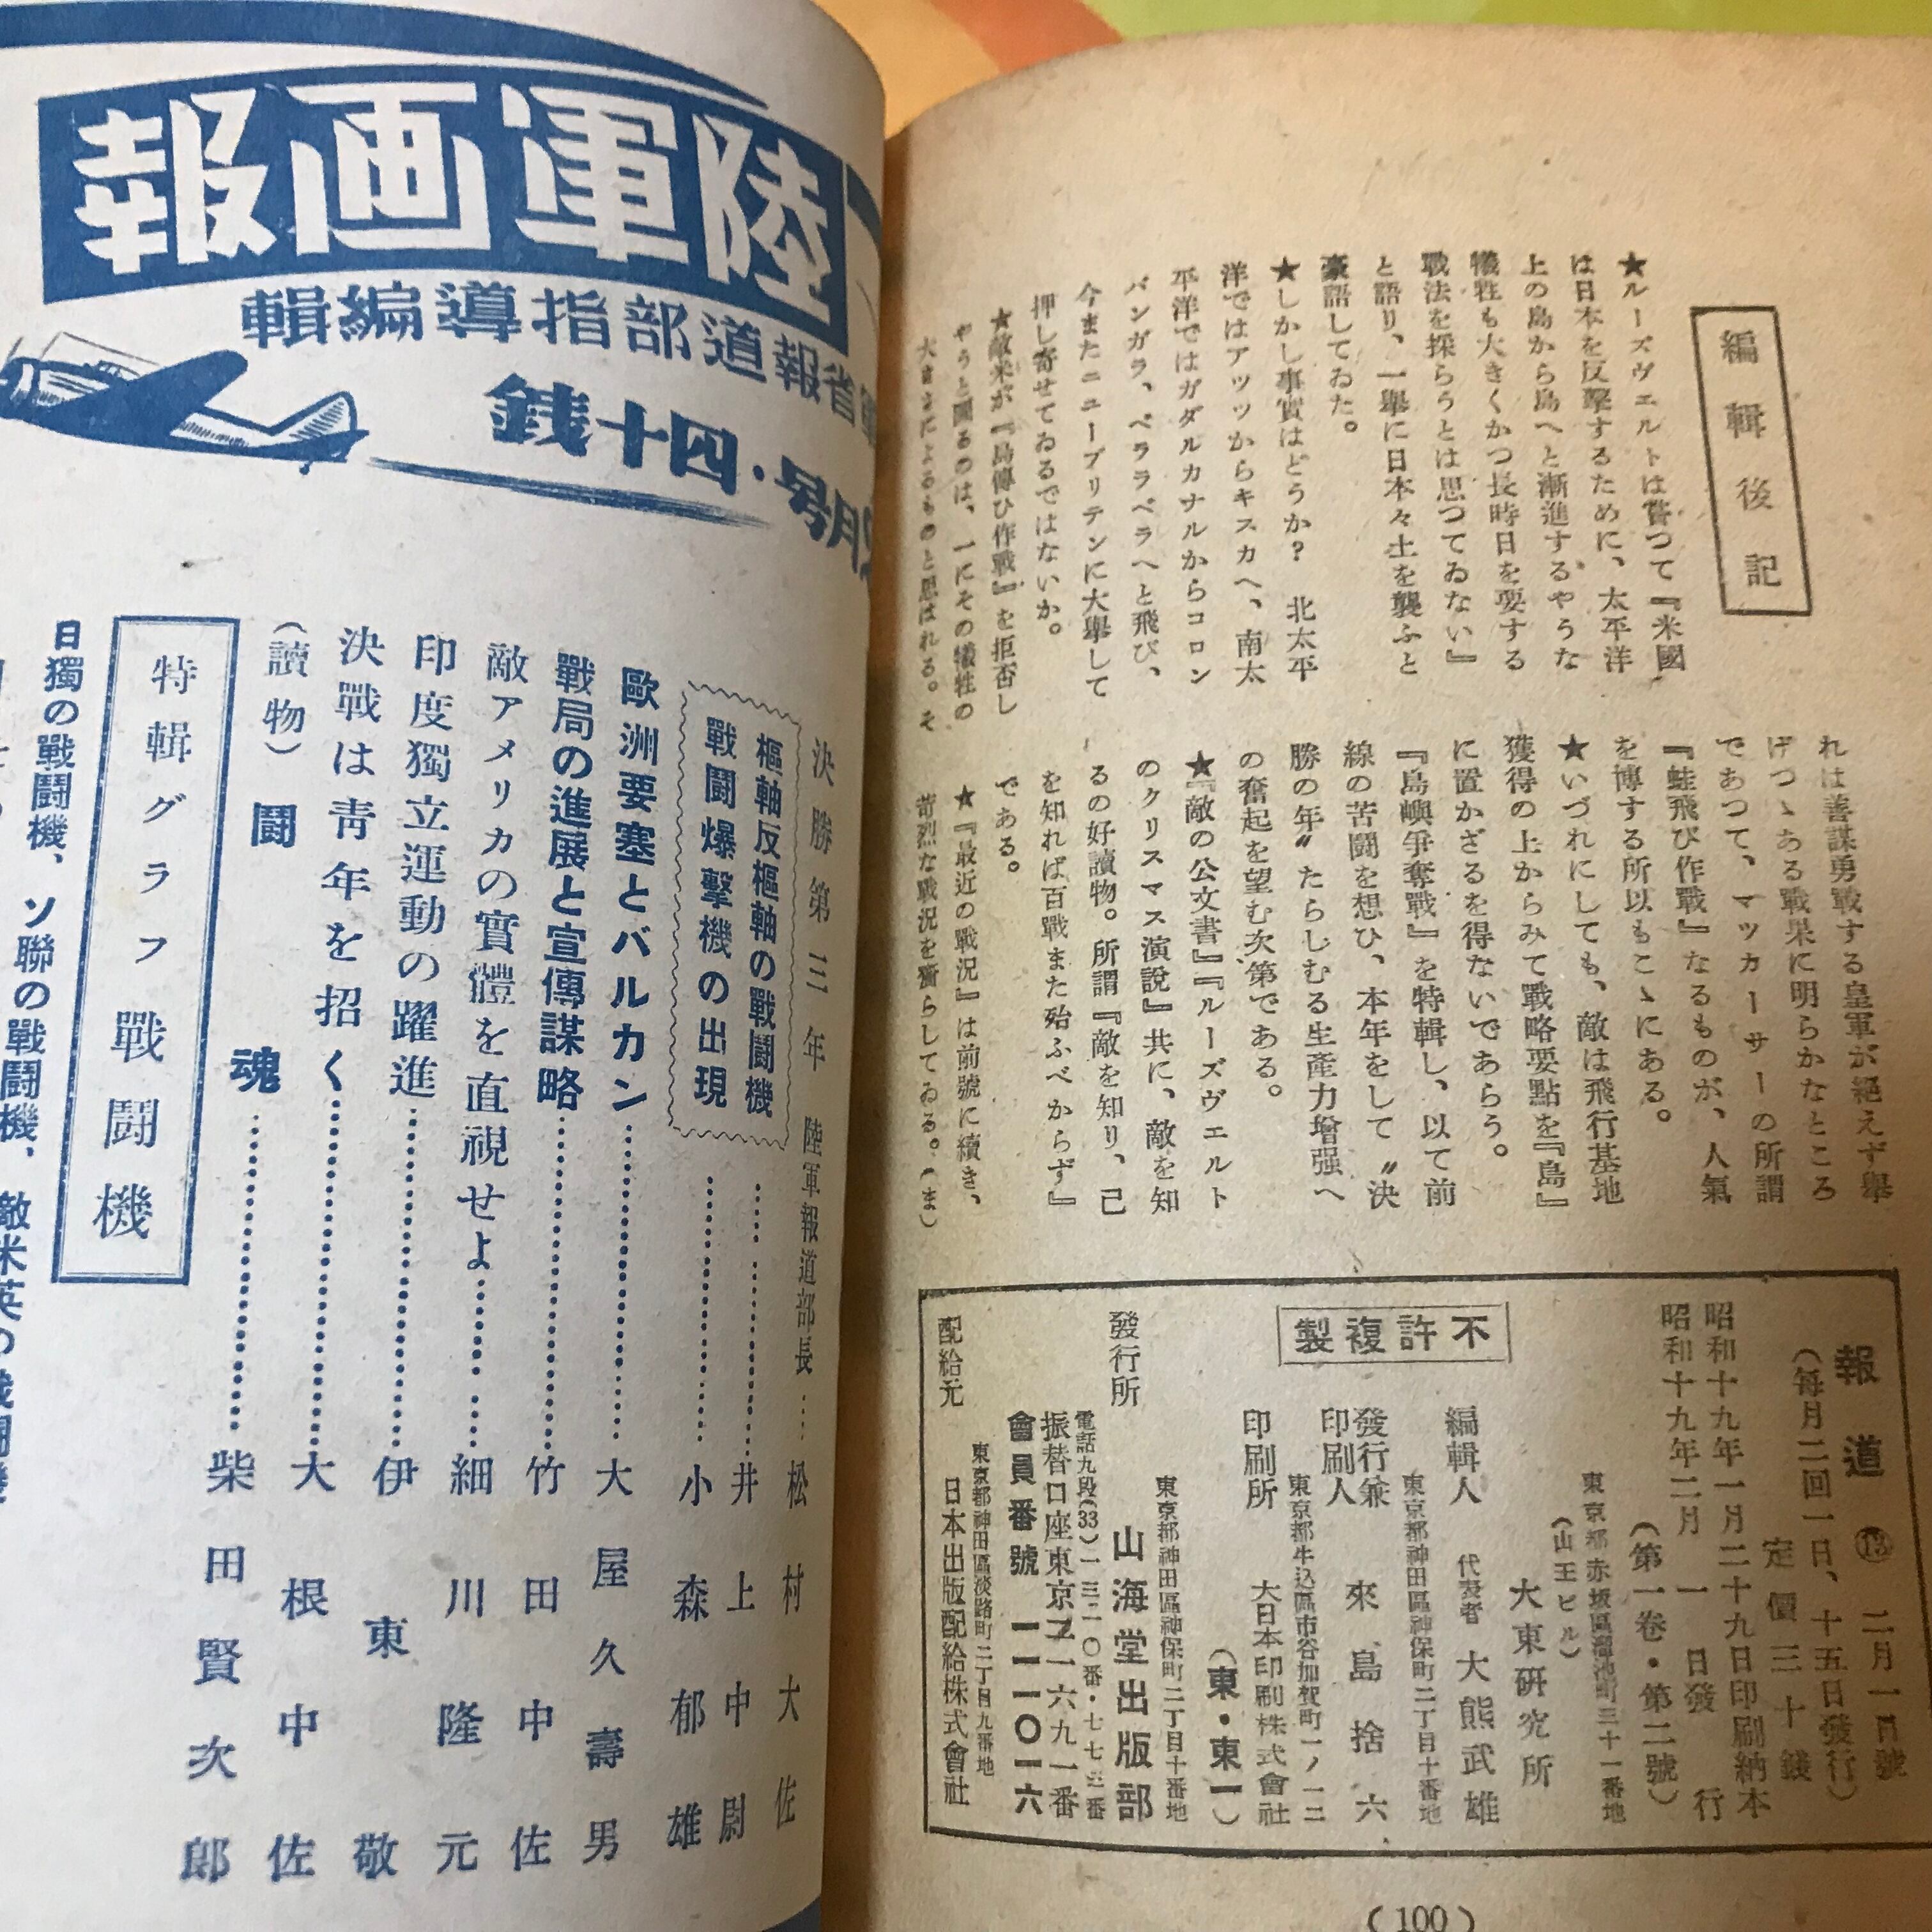 編輯後記
★ルーズヴェルトは嘗つて『米國
は日本を反擊するために、太平洋
上の島から島へと漸進するやうな
犧牲も大きくかつ長時日を要する
戰法を採らうとは思つてゐない』
と語り、一擧に日本々土を襲ふと
豪語してゐた。
★しかし事實はどうか？　北太平
洋ではアッツからキスカへ、南太
平洋ではガダルカナルからコロン
バンガラ、ベララベラへと飛び、
今またニューブリテンに大擧して
押し寄せてゐるではないか。
★敵米が『島傳ひ作戰』を拒否し
やうと圖るのは、一にその犧牲の
大きさによるものと思はれる。そ
れは善謀勇戰する皇軍が絕えず擧
げつゝある戰果に明らかなところ
であつて、マッカーサーの所謂
『蛙飛び作戰』なるものが、人氣
を博する所以もこゝにある。
★いづれにしても、敵は飛行基地
獲得の上からみて戰略要點を『島』
に置かざるを得ないであらう。
『島嶼爭奪戰』を特輯し、以て前
線の苦鬪を想ひ、本年をして〝決
勝の年〟たらしむる生產力增强へ
の奮起を望む次第である。
★『敵の公文書』『ルーズヴェルト
のクリスマス演說』共に、敵を知
るの好讀物。所謂『敵を知り、己
を知れば百戰また殆ふべからず』
である。
★『最近の戰況』は前號に續き、
苛烈な戰況を齎らしてゐる。（ま）
報道⑬　二月一日號
（每月二回一日、十五日發行）
定價三十錢
昭和十九年一月二十九日印刷納本
昭和十九年二月一日發行
（第一卷・第二號）
東京都赤坂區溜池町三十一番地
（山王ビル）
大東硏究所
編輯人　代表者　大熊武雄
東京都神田區神保町二丁目十番地
發行兼
印刷人　來島捨六
東京都牛込區市谷加賀町一ノ一二
印刷所　大日本印刷株式會社
（東・東一）
不許複製
東京都神田區神保町二丁目十番地
發行所　山海堂出版部
電話九段(33)一三二〇番・七七三番
振替口座東京二一六九一番
會員番號　一一一〇一六
東京都神田區淡路町二丁目九番地
配給元　日本出版配給株式會社
（100）
陸軍画報
省報道部指導編輯
月号・四十銭
決勝第三年　陸軍報道部長……松村大佐
樞軸反樞軸の戰鬪機……井上中尉
戰鬪爆擊機の出現……小森郁雄
歐洲要塞とバルカン……大屋久壽男
戰局の進展と宣傳謀略……竹田中佐
敵アメリカの實體を直視せよ……細川隆元
印度獨立運動の躍進……伊東敬
決戰は靑年を招く……大根中佐
（讀物）鬪魂……柴田賢次郎
特輯グラフ戰鬪機
日獨の戰鬪機、ソ聯の戰鬪機、敵米英の戰鬪機